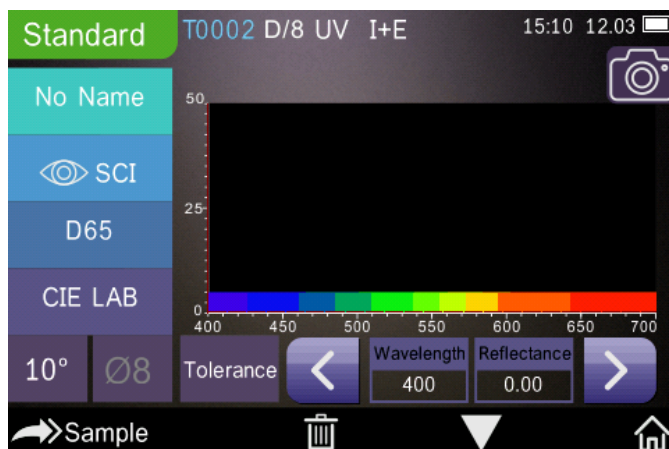 Standard
T0002 D/8 UV I+E
15:10 12.03
No Name
SCI
D65
CIE LAB
10°
Ø8
50
25
0
400 450 500 550 600 650 700
Tolerance
Wavelength
400
Reflectance
0.00
Sample